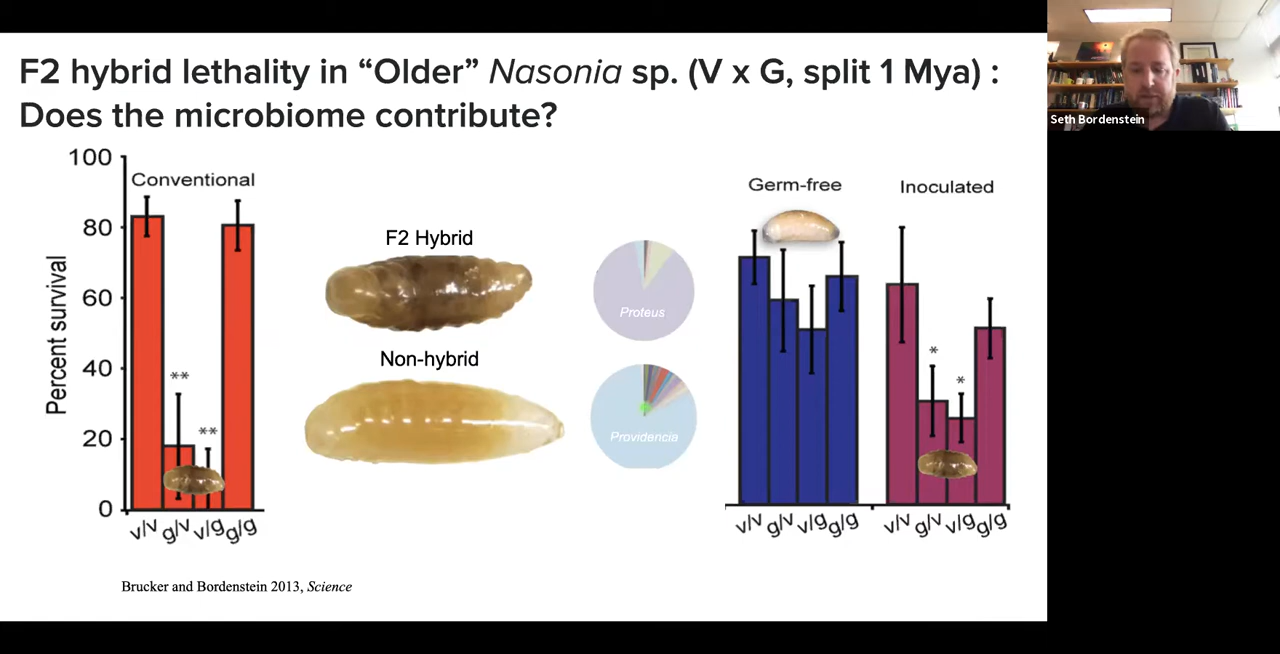 F2 hybrid lethality in “Older” Nasonia sp. (V x G, split 1 Mya) :
Does the microbiome contribute?
Seth Bordenstein
Percent survival
100
80
60
40
20
0
Conventional
**
**
v/v g/v v/g g/g
F2 Hybrid
Non-hybrid
Proteus
Providencia
Germ-free
v/v g/v v/g g/g
Inoculated
*
*
v/v g/v v/g g/g
Brucker and Bordenstein 2013, Science